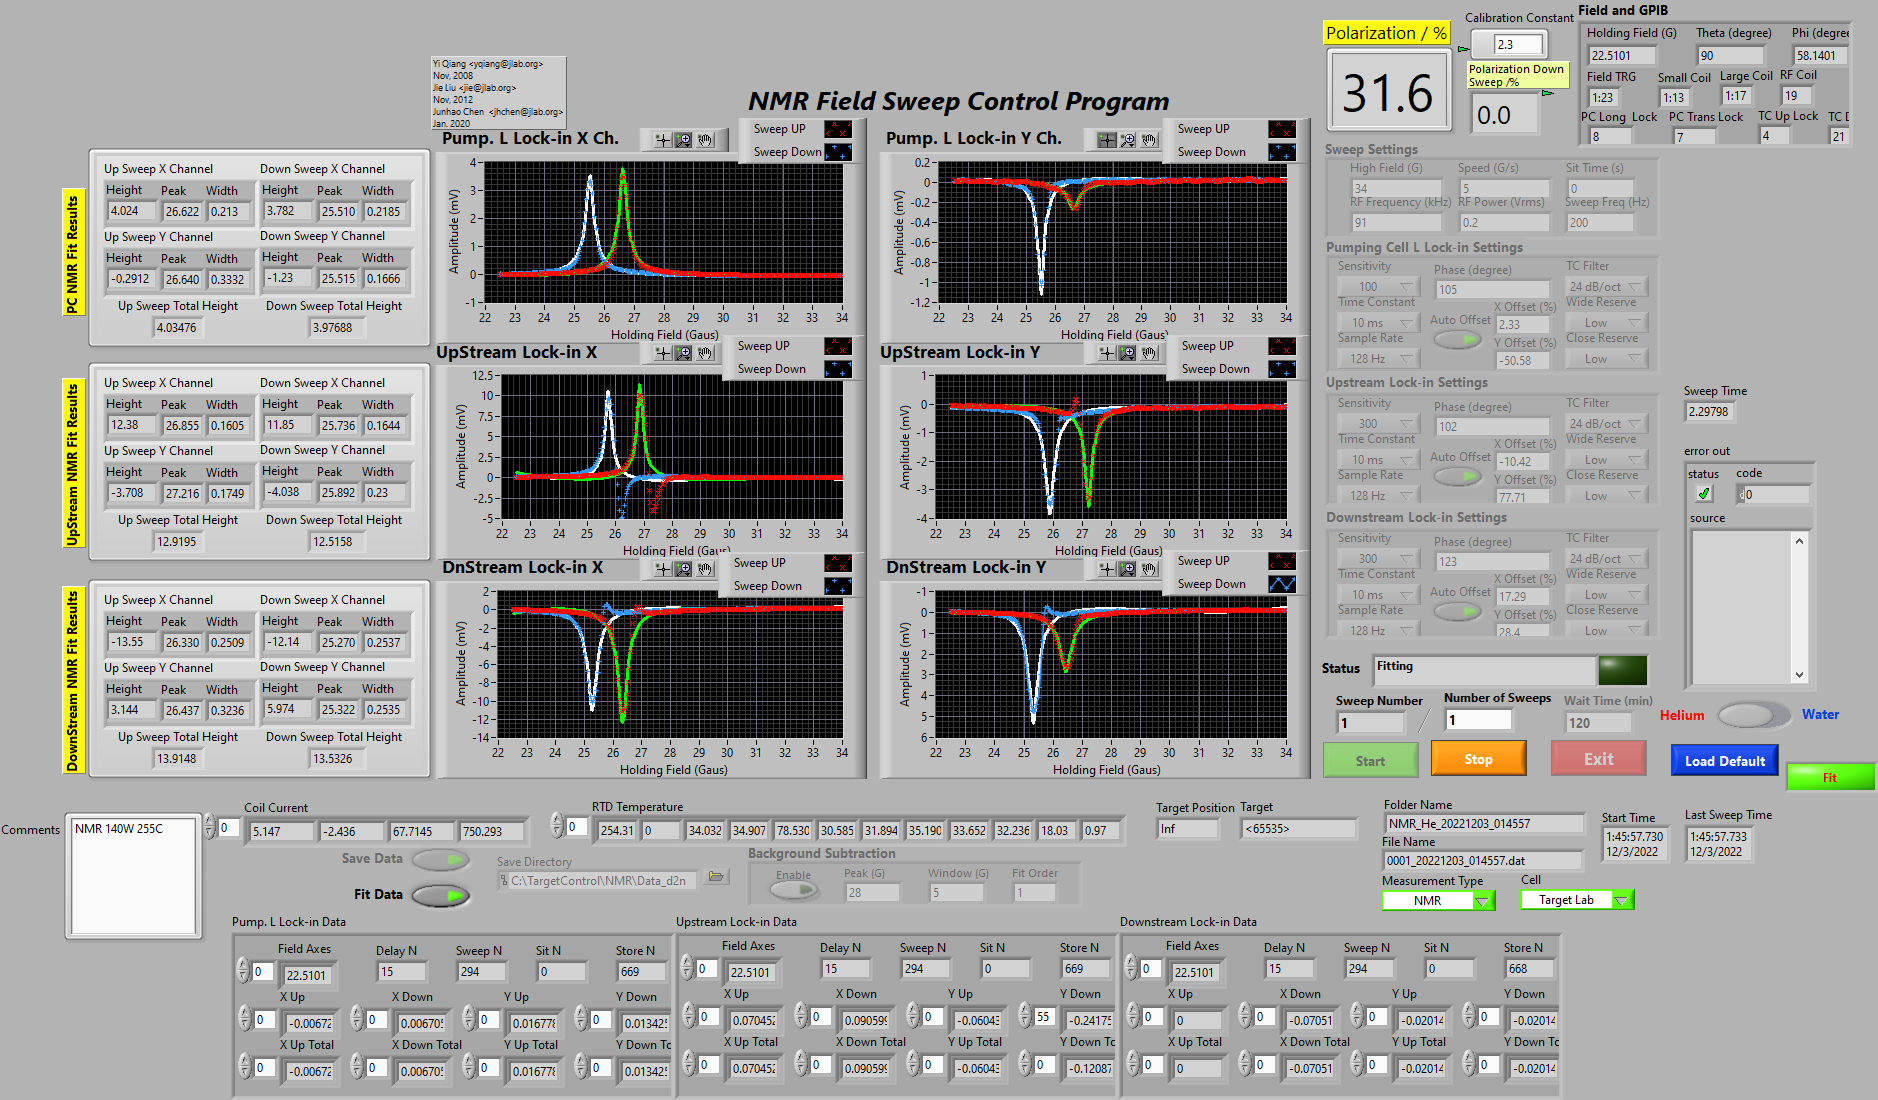 Polarization / %
31.6
Calibration Constant
2.3
Polarization Down
Sweep /%
0.0
Field and GPIB
Holding Field (G) Theta (degree) Phi (degree
22.5101 90 58.1401
Field TRG Small Coil Large Coil RF Coil
1:23 1:13 1:17 19
PC Long Lock PC Trans Lock TC Up Lock TC D
8 7 4 21
Yi Qiang <yqiang@jlab.org>
Nov, 2008
Jie Liu <jie@jlab.org>
Nov, 2012
Junhao Chen <jhchen@jlab.org>
Jan. 2020
NMR Field Sweep Control Program
PC NMR Fit Results
Up Sweep X Channel Down Sweep X Channel
Height Peak Width Height Peak Width
4.024 26.622 0.213 3.782 25.510 0.2185
Up Sweep Y Channel Down Sweep Y Channel
Height Peak Width Height Peak Width
-0.2912 26.640 0.3332 -1.23 25.515 0.1666
Up Sweep Total Height Down Sweep Total Height
4.03476 3.97688
Pump. L Lock-in X Ch.
Sweep UP
Sweep Down
Amplitude (mV)
4
3
2
1
0
-1
22 23 24 25 26 27 28 29 30 31 32 33 34
Holding Field (Gaus)
Pump. L Lock-in Y Ch.
Sweep UP
Sweep Down
Amplitude (mV)
0.2
0
-0.2
-0.4
-0.6
-0.8
-1
-1.2
22 23 24 25 26 27 28 29 30 31 32 33 34
Holding Field (Gaus)
UpStream NMR Fit Results
Up Sweep X Channel Down Sweep X Channel
Height Peak Width Height Peak Width
12.38 26.855 0.1605 11.85 25.736 0.1644
Up Sweep Y Channel Down Sweep Y Channel
Height Peak Width Height Peak Width
-3.708 27.216 0.1749 -4.038 25.892 0.23
Up Sweep Total Height Down Sweep Total Height
12.9195 12.5158
UpStream Lock-in X
Sweep UP
Sweep Down
Amplitude (mV)
12.5
10
7.5
5
2.5
0
-2.5
-5
22 23 24 25 26 27 28 29 30 31 32 33 34
Holding Field (Gaus)
UpStream Lock-in Y
Sweep UP
Sweep Down
Amplitude (mV)
1
0
-1
-2
-3
-4
22 23 24 25 26 27 28 29 30 31 32 33 34
Holding Field (Gaus)
DownStream NMR Fit Results
Up Sweep X Channel Down Sweep X Channel
Height Peak Width Height Peak Width
-13.55 26.330 0.2509 -12.14 25.270 0.2537
Up Sweep Y Channel Down Sweep Y Channel
Height Peak Width Height Peak Width
3.144 26.437 0.3236 5.974 25.322 0.2535
Up Sweep Total Height Down Sweep Total Height
13.9148 13.5326
DnStream Lock-in X
Sweep UP
Sweep Down
Amplitude (mV)
2
0
-2
-4
-6
-8
-10
-12
-14
22 23 24 25 26 27 28 29 30 31 32 33 34
Holding Field (Gaus)
DnStream Lock-in Y
Sweep UP
Sweep Down
Amplitude (mV)
-1
0
1
2
3
4
5
6
22 23 24 25 26 27 28 29 30 31 32 33 34
Holding Field (Gaus)
Sweep Settings
High Field (G) Speed (G/s) Sit Time (s)
34 5 0
RF Frequency (kHz) RF Power (Vrms) Sweep Freq (Hz)
91 0.2 200
Pumping Cell L Lock-in Settings
Sensitivity Phase (degree) TC Filter
100 105 24 dB/oct
Time Constant X Offset (%) Wide Reserve
10 ms Auto Offset 2.33 Low
Sample Rate Y Offset (%) Close Reserve
128 Hz -50.58 Low
Upstream Lock-in Settings
Sensitivity Phase (degree) TC Filter
300 102 24 dB/oct
Time Constant X Offset (%) Wide Reserve
10 ms Auto Offset -10.42 Low
Sample Rate Y Offset (%) Close Reserve
128 Hz 77.71 Low
Downstream Lock-in Settings
Sensitivity Phase (degree) TC Filter
300 123 24 dB/oct
Time Constant X Offset (%) Wide Reserve
10 ms Auto Offset 17.29 Low
Sample Rate Y Offset (%) Close Reserve
128 Hz 28.4 Low
Sweep Time
2.29798
error out
status code
0
source
Status Fitting
Sweep Number Number of Sweeps Wait Time (min)
1 / 1 120
Helium Water
Start Stop Exit Load Default Fit
Comments
NMR 140W 255C
Coil Current
0 5.147 -2.436 67.7145 750.293
RTD Temperature
0 254.31 0 34.032 34.907 78.530 30.585 31.894 35.190 33.652 32.236 18.03 0.97
Target Position Target
Inf <65535>
Save Data
Fit Data
Save Directory
C:\TargetControl\NMR\Data_d2n
Background Subtraction
Enable Peak (G) Window (G) Fit Order
28 5 1
Folder Name
NMR_He_20221203_014557
File Name
0001_20221203_014557.dat
Measurement Type Cell
NMR Target Lab
Start Time
1:45:57.730
12/3/2022
Last Sweep Time
1:45:57.733
12/3/2022
Pump. L Lock-in Data
Field Axes Delay N Sweep N Sit N Store N
0 22.5101 15 294 0 669
X Up X Down Y Up Y Down
0 -0.00672 0 0.006705 0 0.016778 0 0.013425
X Up Total X Down Total Y Up Total Y Down To
0 -0.00672 0 0.006705 0 0.016778 0 0.013425
Upstream Lock-in Data
Field Axes Delay N Sweep N Sit N Store N
0 22.5101 15 294 0 669
X Up X Down Y Up Y Down
0 0.070452 0 0.090599 0 -0.06043 55 -0.24175
X Up Total X Down Total Y Up Total Y Down To
0 0.070452 0 0.090599 0 -0.06043 0 -0.12087
Downstream Lock-in Data
Field Axes Delay N Sweep N Sit N Store N
0 22.5101 15 294 0 668
X Up X Down Y Up Y Down
0 0 0 -0.07051 0 -0.02014 0 -0.02014
X Up Total X Down Total Y Up Total Y Down To
0 0 0 -0.07051 0 -0.02014 0 -0.02014